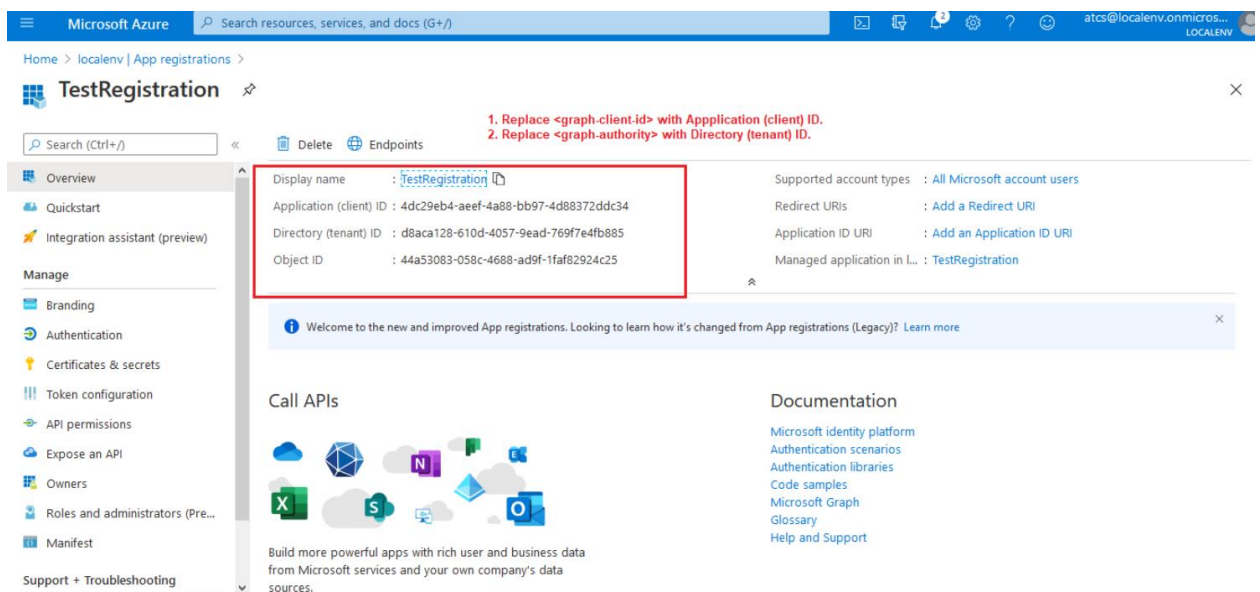 Microsoft Azure
Search resources, services, and docs (G+/)
2
atcs@localenv.onmicros...
LOCALENV
Home > localenv | App registrations >
TestRegistration
1. Replace <graph-client-id> with Appplication (client) ID.
2. Replace <graph-authority> with Directory (tenant) ID.
Search (Ctrl+/)
«
Delete
Endpoints
Overview
Quickstart
Integration assistant (preview)
Manage
Branding
Authentication
Certificates & secrets
Token configuration
API permissions
Expose an API
Owners
Roles and administrators (Pre...
Manifest
Support + Troubleshooting
Display name : TestRegistration
Application (client) ID : 4dc29eb4-aeef-4a88-bb97-4d88372ddc34
Directory (tenant) ID : d8aca128-610d-4057-9ead-769f7e4fb885
Object ID : 44a53083-058c-4688-ad9f-1faf82924c25
Supported account types : All Microsoft account users
Redirect URIs : Add a Redirect URI
Application ID URI : Add an Application ID URI
Managed application in l... : TestRegistration
Welcome to the new and improved App registrations. Looking to learn how it's changed from App registrations (Legacy)? Learn more
Call APIs
N
X
S
E
O
Build more powerful apps with rich user and business data
from Microsoft services and your own company's data
sources.
Documentation
Microsoft identity platform
Authentication scenarios
Authentication libraries
Code samples
Microsoft Graph
Glossary
Help and Support